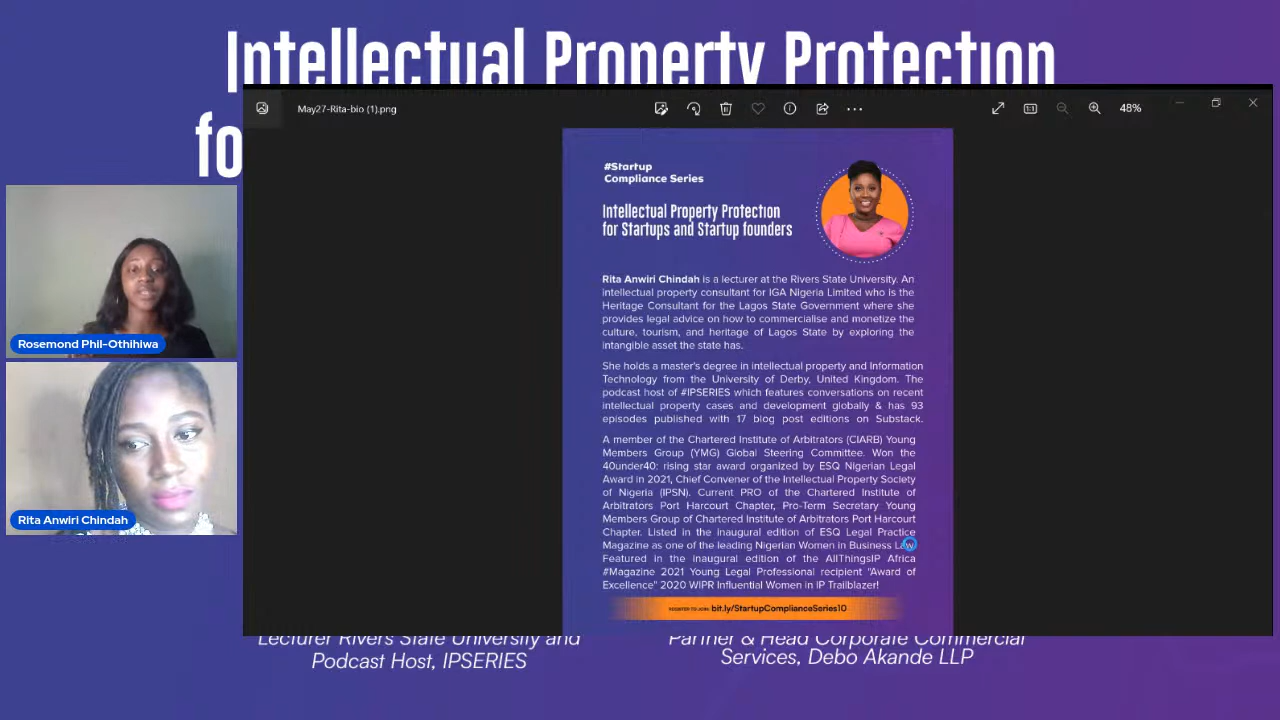 Intellectual Property Protection
fo
May27-Rita-bio (1).png
48%
#Startup
Compliance Series
Intellectual Property Protection
for Startups and Startup founders
Rita Anwiri Chindah is a lecturer at the Rivers State University. An
intellectual property consultant for IGA Nigeria Limited who is the
Heritage Consultant for the Lagos State Government where she
provides legal advice on how to commercialise and monetize the
culture, tourism, and heritage of Lagos State by exploring the
intangible asset the state has.
She holds a master's degree in intellectual property and Information
Technology from the University of Derby, United Kingdom. The
podcast host of #IPSERIES which features conversations on recent
intellectual property cases and development globally & has 93
episodes published with 17 blog post editions on Substack.
A member of the Chartered Institute of Arbitrators (CIARB) Young
Members Group (YMG) Global Steering Committee. Won the
40under40: rising star award organized by ESQ Nigerian Legal
Award in 2021, Chief Convener of the Intellectual Property Society
of Nigeria (IPSN). Current PRO of the Chartered Institute of
Arbitrators Port Harcourt Chapter, Pro-Term Secretary Young
Members Group of Chartered Institute of Arbitrators Port Harcourt
Chapter. Listed in the inaugural edition of ESQ Legal Practice
Magazine as one of the leading Nigerian Women in Business Law
Featured in the inaugural edition of the AllThingsIP Africa
#Magazine 2021 Young Legal Professional recipient "Award of
Excellence" 2020 WIPR Influential Women in IP Trailblazer!
REGISTER TO JOIN: bit.ly/StartupComplianceSeries10
Rosemond Phil-Othihiwa
Rita Anwiri Chindah
Lecturer Rivers State University and
Podcast Host, IPSERIES
Partner & Head Corporate Commercial
Services, Debo Akande LLP